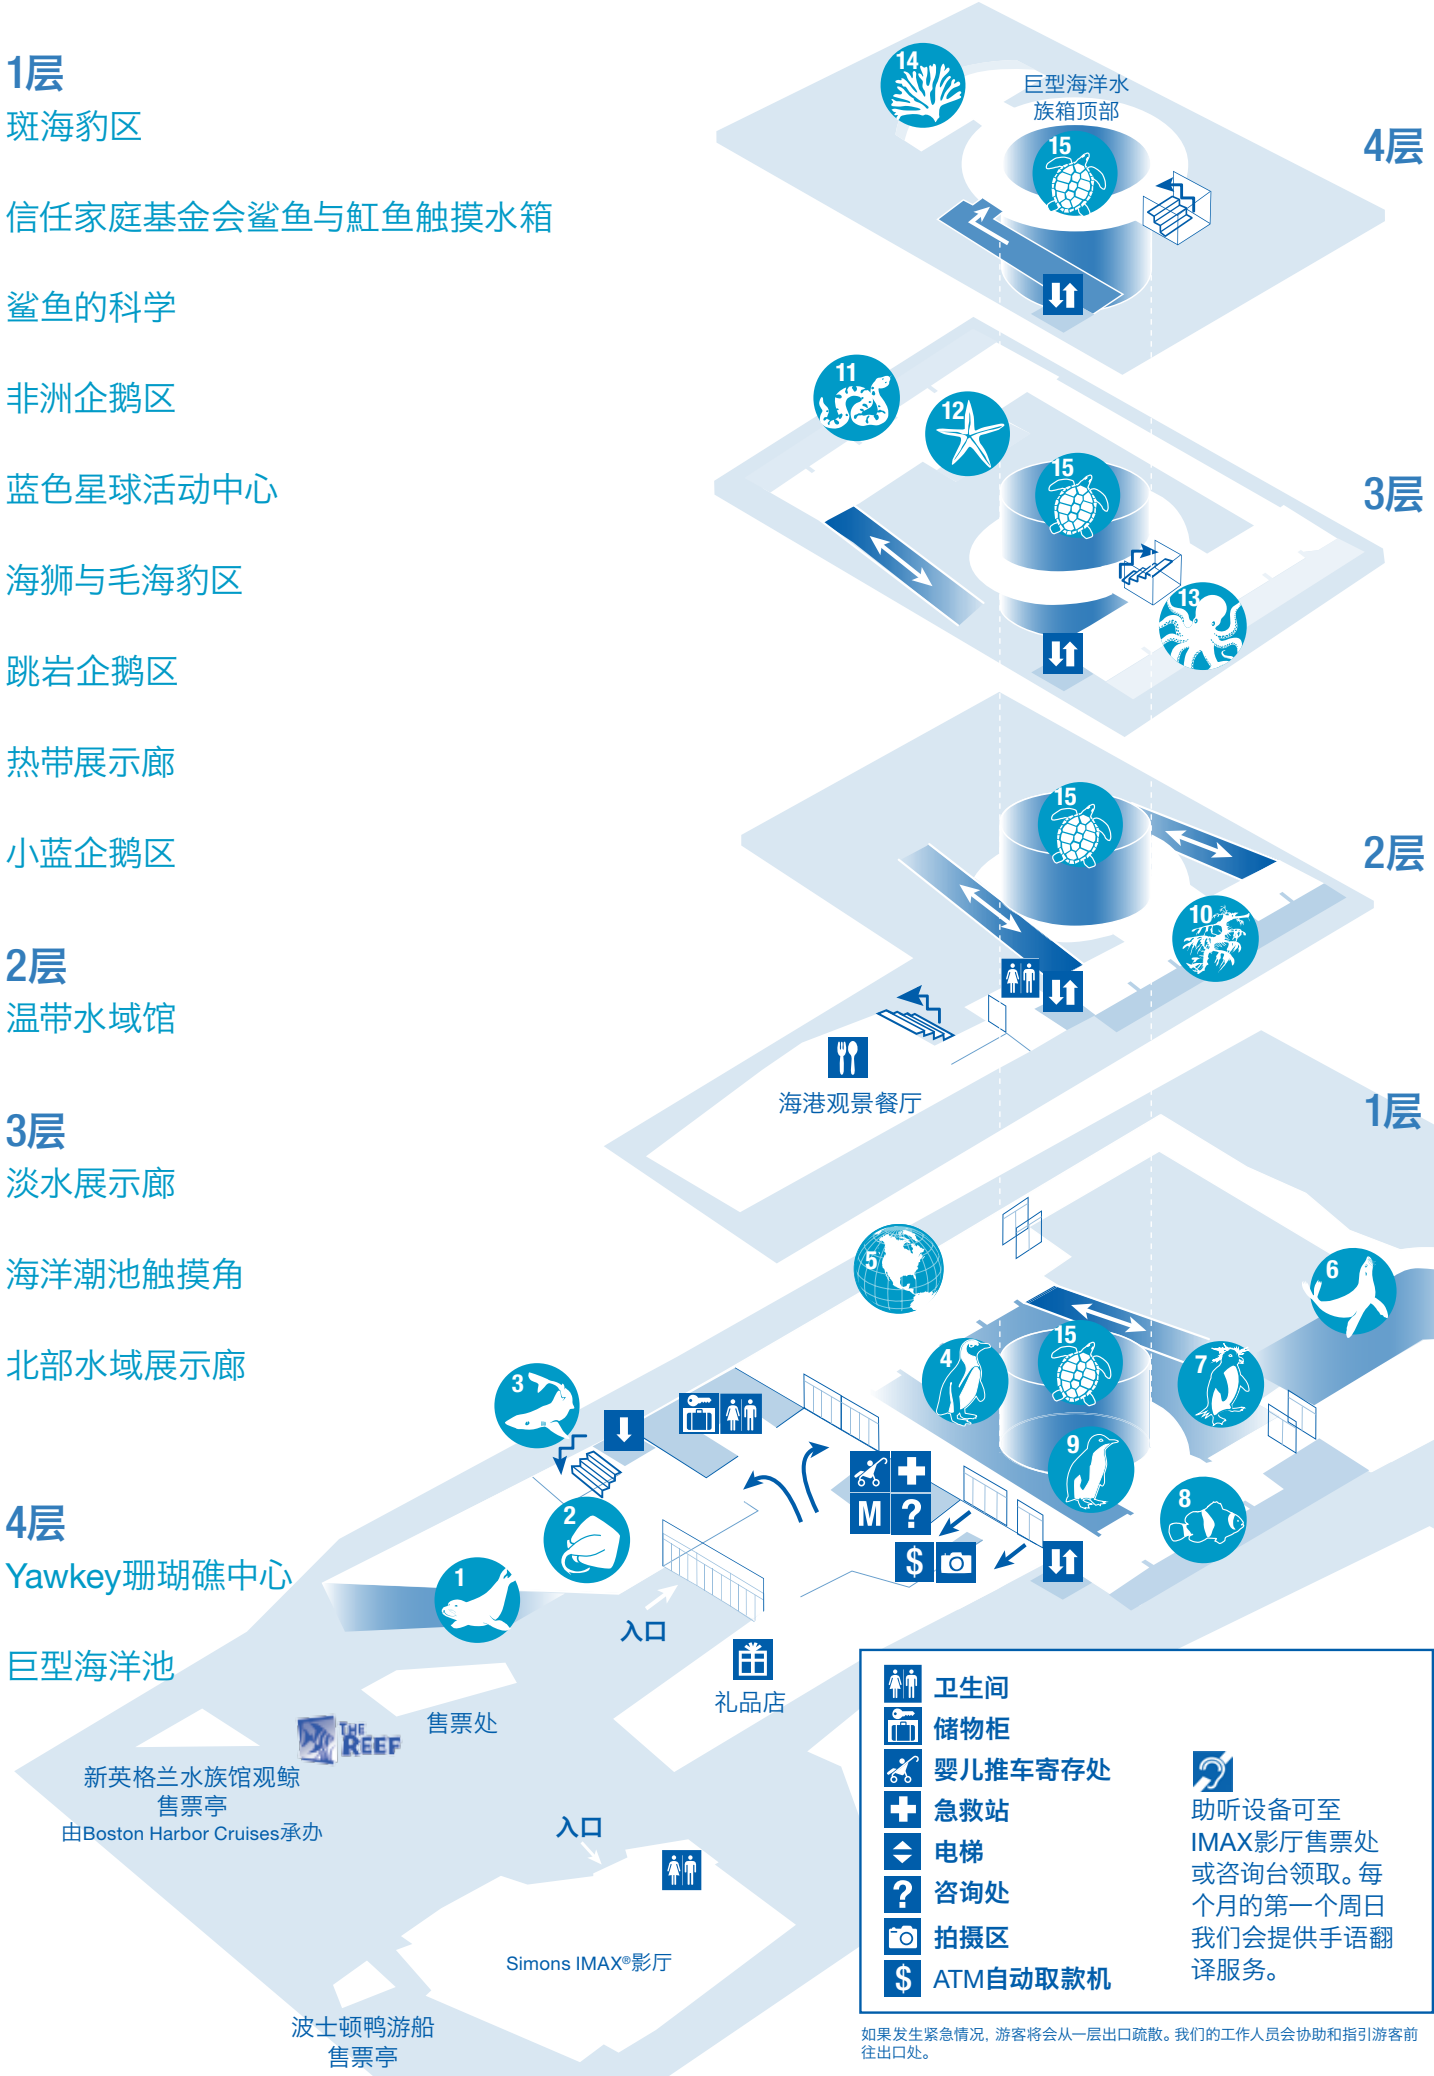 1层
斑海豹区
信任家庭基金会鲨鱼与魟鱼触摸水箱
鲨鱼的科学
非洲企鹅区
蓝色星球活动中心
海狮与毛海豹区
跳岩企鹅区
热带展示廊
小蓝企鹅区
2层
温带水域馆
3层
淡水展示廊
海洋潮池触摸角
北部水域展示廊
4层
Yawkey珊瑚礁中心
巨型海洋池
14
巨型海洋水
族箱顶部
15
4层
11
12
15
13
3层
15
10
2层
海港观景餐厅
1层
5
6
15
4
7
3
9
M
?
8
2
$
1
入口
礼品店
售票处
THE
REEF
新英格兰水族馆观鲸
售票亭
由Boston Harbor Cruises承办
入口
Simons IMAX®影厅
波士顿鸭游船
售票亭
卫生间
储物柜
婴儿推车寄存处
急救站
电梯
? 咨询处
拍摄区
$ ATM自动取款机
助听设备可至
IMAX影厅售票处
或咨询台领取。每
个月的第一个周日
我们会提供手语翻
译服务。
如果发生紧急情况, 游客将会从一层出口疏散。我们的工作人员会协助和指引游客前
往出口处。